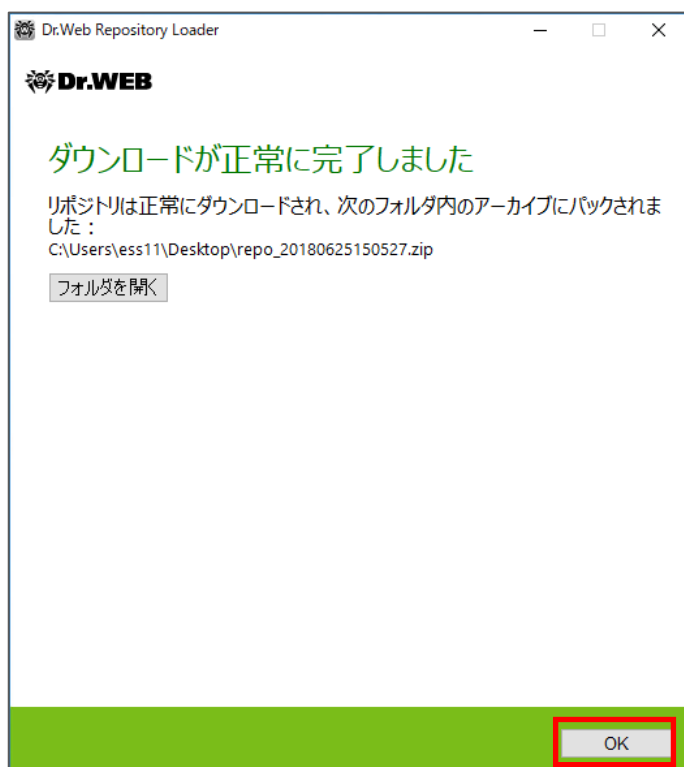 Dr.Web Repository Loader
Dr.WEB
ダウンロードが正常に完了しました
リポジトリは正常にダウンロードされ、次のフォルダ内のアーカイブにパックされま
した：
C:\Users\ess11\Desktop\repo_20180625150527.zip
フォルダを開く
OK